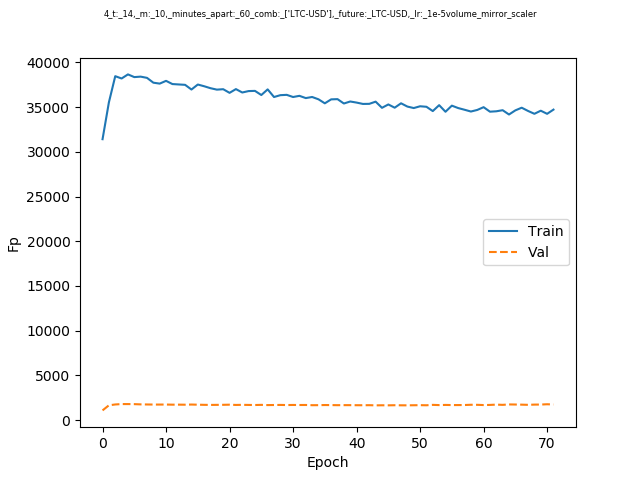 4_t:_14,_m:_10,_minutes_apart:_60_comb:_['LTC-USD'],_future:_LTC-USD,_lr:_1e-5volume_mirror_scaler
40000
35000
30000
25000
20000
15000
10000
5000
0
Fp
Train
Val
0 10 20 30 40 50 60 70
Epoch